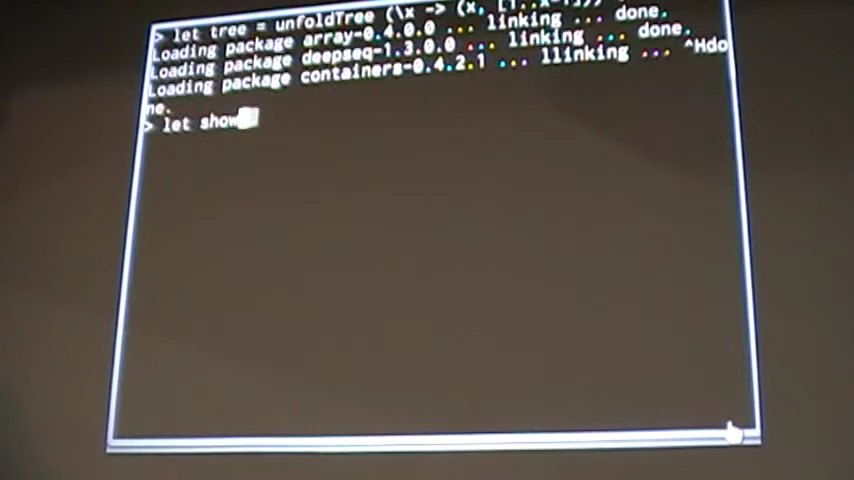 > let tree = unfoldTree (\x -> (x, [1..x-1]))
Loading package array-0.4.0.0 ... linking ... done.
Loading package deepseq-1.3.0.0 ... linking ... done.
Loading package containers-0.4.2.1 ... llinking ... ^Hdo
ne.
> let show